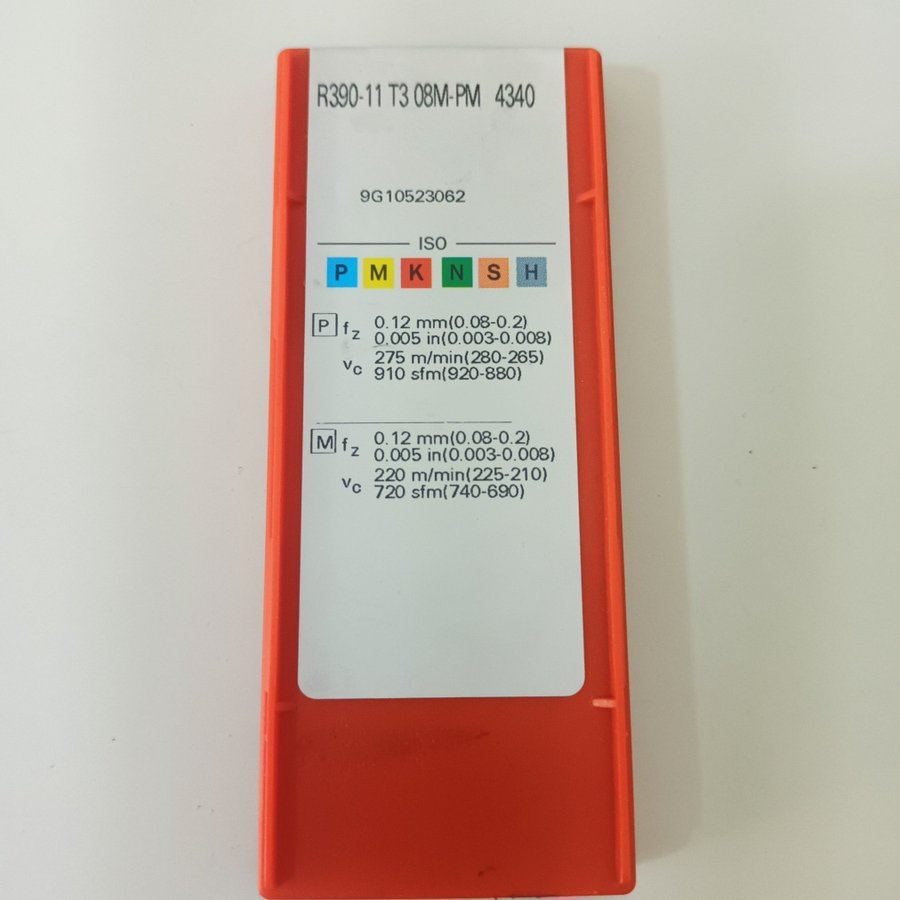 R390-11 T3 08M-PM 4340
9G10523062
ISO
P M K N S H
P fz 0.12 mm(0.08-0.2)
0.005 in(0.003-0.008)
vc 275 m/min(280-265)
910 sfm(920-880)
M fz 0.12 mm(0.08-0.2)
0.005 in(0.003-0.008)
vc 220 m/min(225-210)
720 sfm(740-690)